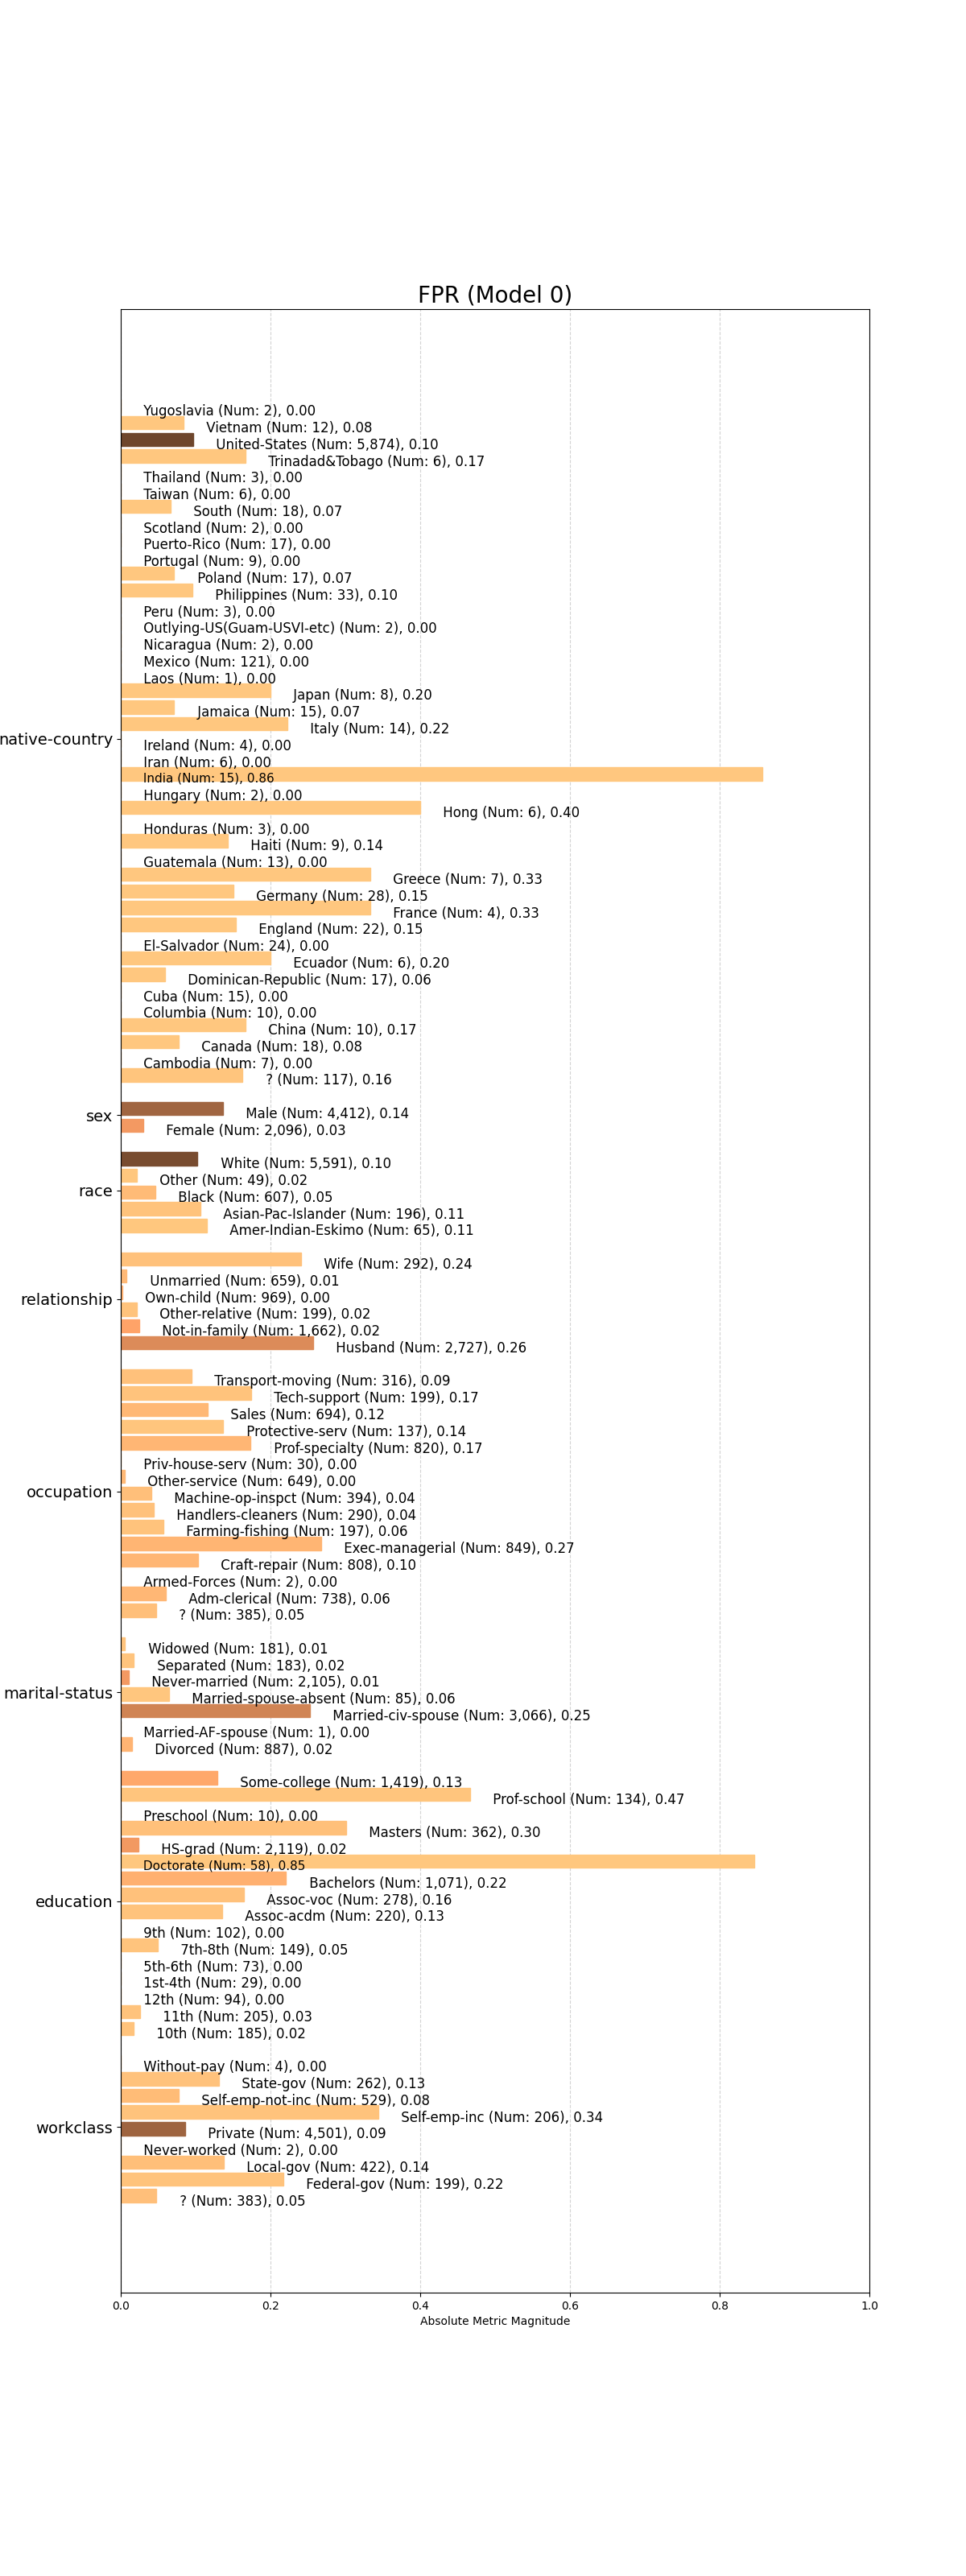 FPR (Model 0)
Yugoslavia (Num: 2), 0.00
Vietnam (Num: 12), 0.08
United-States (Num: 5,874), 0.10
Trinadad&Tobago (Num: 6), 0.17
Thailand (Num: 3), 0.00
Taiwan (Num: 6), 0.00
South (Num: 18), 0.07
Scotland (Num: 2), 0.00
Puerto-Rico (Num: 17), 0.00
Portugal (Num: 9), 0.00
Poland (Num: 17), 0.07
Philippines (Num: 33), 0.10
Peru (Num: 3), 0.00
Outlying-US(Guam-USVI-etc) (Num: 2), 0.00
Nicaragua (Num: 2), 0.00
Mexico (Num: 121), 0.00
Laos (Num: 1), 0.00
Japan (Num: 8), 0.20
Jamaica (Num: 15), 0.07
Italy (Num: 14), 0.22
native-country
Ireland (Num: 4), 0.00
Iran (Num: 6), 0.00
India (Num: 15), 0.86
Hungary (Num: 2), 0.00
Hong (Num: 6), 0.40
Honduras (Num: 3), 0.00
Haiti (Num: 9), 0.14
Guatemala (Num: 13), 0.00
Greece (Num: 7), 0.33
Germany (Num: 28), 0.15
France (Num: 4), 0.33
England (Num: 22), 0.15
El-Salvador (Num: 24), 0.00
Ecuador (Num: 6), 0.20
Dominican-Republic (Num: 17), 0.06
Cuba (Num: 15), 0.00
Columbia (Num: 10), 0.00
China (Num: 10), 0.17
Canada (Num: 18), 0.08
Cambodia (Num: 7), 0.00
? (Num: 117), 0.16
sex
Male (Num: 4,412), 0.14
Female (Num: 2,096), 0.03
White (Num: 5,591), 0.10
Other (Num: 49), 0.02
race
Black (Num: 607), 0.05
Asian-Pac-Islander (Num: 196), 0.11
Amer-Indian-Eskimo (Num: 65), 0.11
Wife (Num: 292), 0.24
Unmarried (Num: 659), 0.01
relationship
Own-child (Num: 969), 0.00
Other-relative (Num: 199), 0.02
Not-in-family (Num: 1,662), 0.02
Husband (Num: 2,727), 0.26
Transport-moving (Num: 316), 0.09
Tech-support (Num: 199), 0.17
Sales (Num: 694), 0.12
Protective-serv (Num: 137), 0.14
Prof-specialty (Num: 820), 0.17
Priv-house-serv (Num: 30), 0.00
Other-service (Num: 649), 0.00
occupation
Machine-op-inspct (Num: 394), 0.04
Handlers-cleaners (Num: 290), 0.04
Farming-fishing (Num: 197), 0.06
Exec-managerial (Num: 849), 0.27
Craft-repair (Num: 808), 0.10
Armed-Forces (Num: 2), 0.00
Adm-clerical (Num: 738), 0.06
? (Num: 385), 0.05
Widowed (Num: 181), 0.01
Separated (Num: 183), 0.02
Never-married (Num: 2,105), 0.01
marital-status
Married-spouse-absent (Num: 85), 0.06
Married-civ-spouse (Num: 3,066), 0.25
Married-AF-spouse (Num: 1), 0.00
Divorced (Num: 887), 0.02
Some-college (Num: 1,419), 0.13
Prof-school (Num: 134), 0.47
Preschool (Num: 10), 0.00
Masters (Num: 362), 0.30
HS-grad (Num: 2,119), 0.02
Doctorate (Num: 58), 0.85
Bachelors (Num: 1,071), 0.22
Assoc-voc (Num: 278), 0.16
education
Assoc-acdm (Num: 220), 0.13
9th (Num: 102), 0.00
7th-8th (Num: 149), 0.05
5th-6th (Num: 73), 0.00
1st-4th (Num: 29), 0.00
12th (Num: 94), 0.00
11th (Num: 205), 0.03
10th (Num: 185), 0.02
Without-pay (Num: 4), 0.00
State-gov (Num: 262), 0.13
Self-emp-not-inc (Num: 529), 0.08
Self-emp-inc (Num: 206), 0.34
workclass
Private (Num: 4,501), 0.09
Never-worked (Num: 2), 0.00
Local-gov (Num: 422), 0.14
Federal-gov (Num: 199), 0.22
? (Num: 383), 0.05
0.0 0.2 0.4 0.6 0.8 1.0
Absolute Metric Magnitude